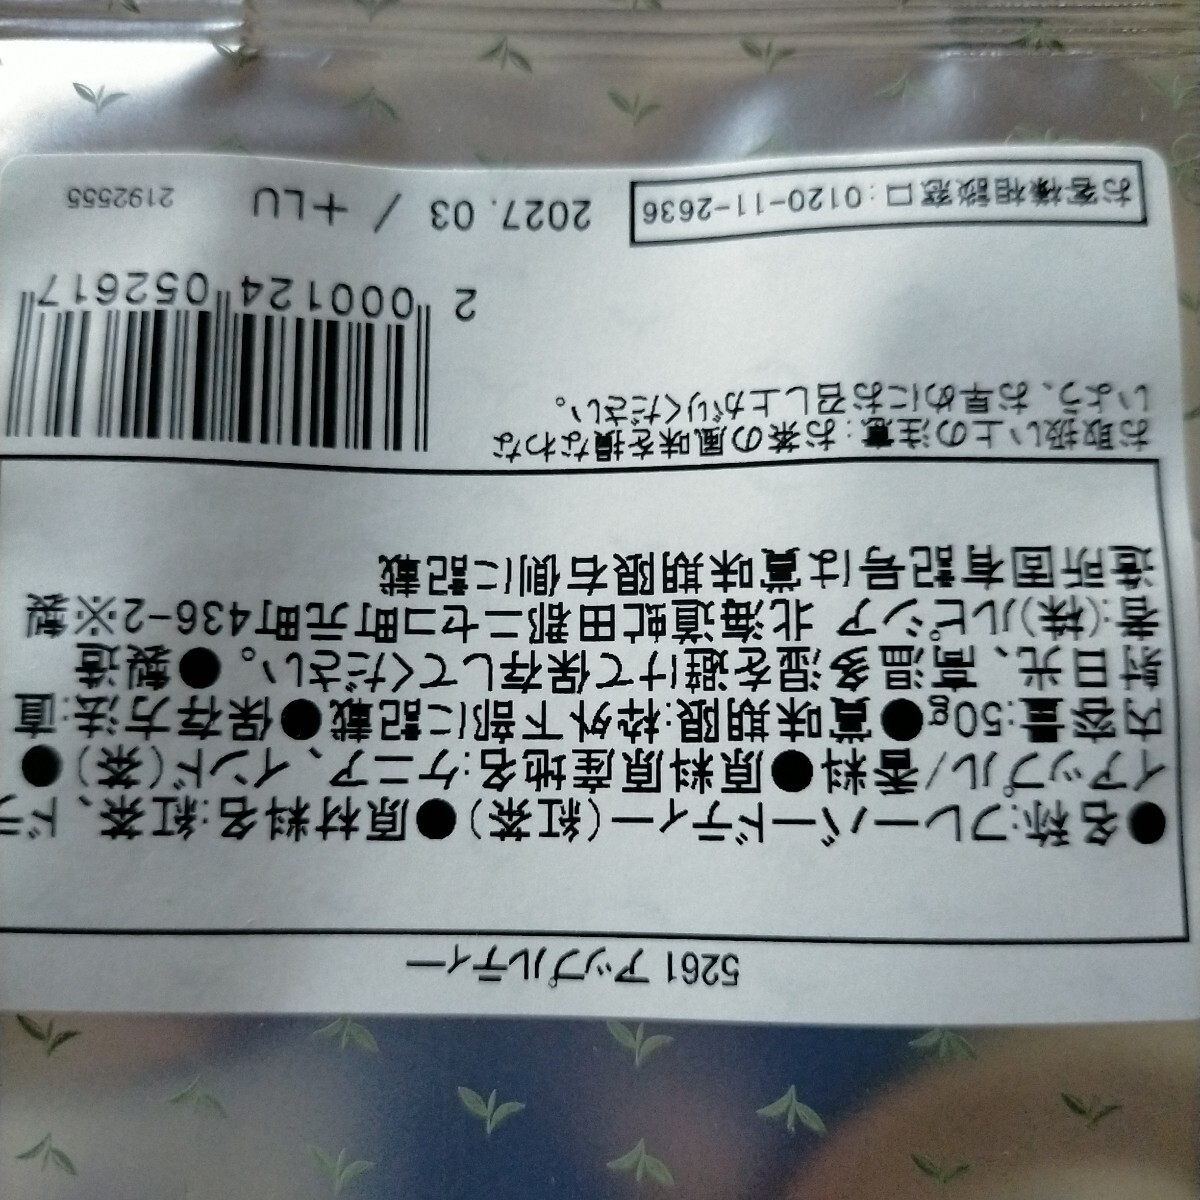 5261 アップルティー
●名称:フレーバードティー(紅茶)●原材料名:紅茶、ドラ
イアップル/香料●原料原産地名:ケニア、インド(茶)●
内容量:50g●賞味期限:枠外下部に記載●保存方法:直
射日光、高温多湿を避けて保存してください。●製造
者:(株)ルピシア 北海道虻田郡ニセコ町元町436-2※製
造所固有記号は賞味期限右側に記載
お取扱い上の注意:お茶の風味を損なわな
いよう、お早めにお召し上がりください。
2 000124 052617
お客様相談窓口:0120-11-2636
2027.03 / +LU
2192555